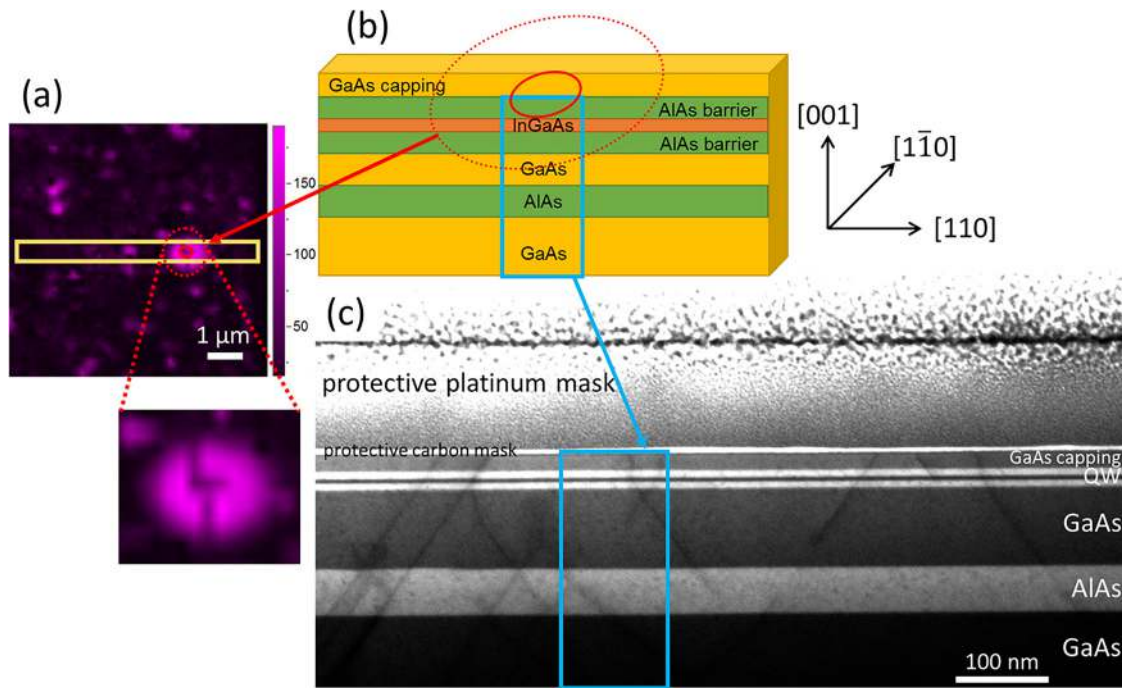 (a)
150
100
50
1 µm
(b)
GaAs capping
AlAs barrier
InGaAs
AlAs barrier
GaAs
AlAs
GaAs
[001]
[11̄0]
[110]
(c)
protective platinum mask
protective carbon mask
GaAs capping
QW
GaAs
AlAs
GaAs
100 nm